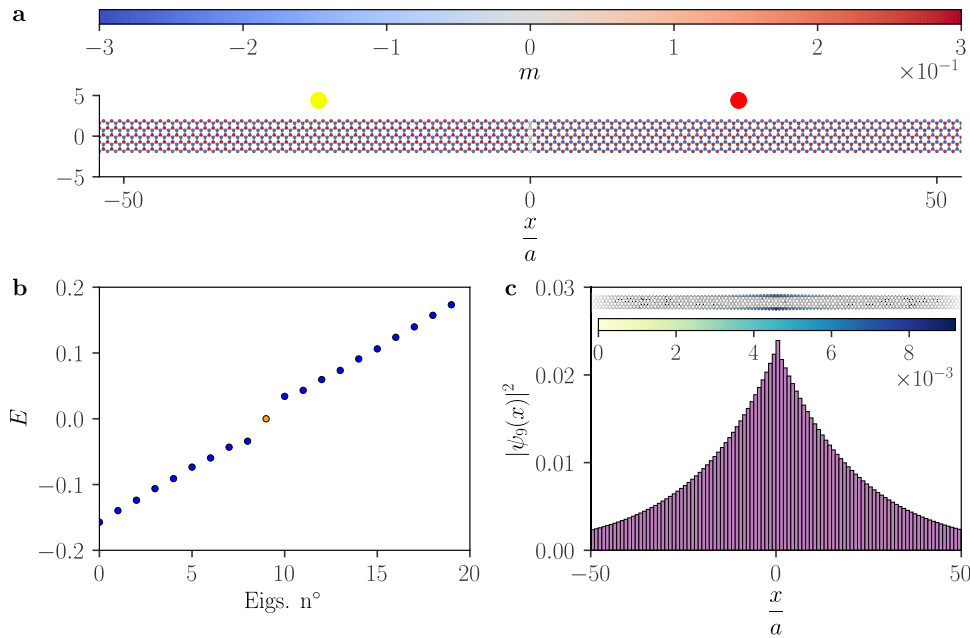 a
−3 −2 −1 0 1 2 3
m ×10⁻¹
5
0
−5
−50 0 50
x
a
b
0.2
0.1
0.0
−0.1
−0.2
E
0 5 10 15 20
Eigs. n°
c
0.03
0.02
0.01
0.00
|ψ₉(x)|²
0 2 4 6 8
×10⁻³
−50 0 50
x
a